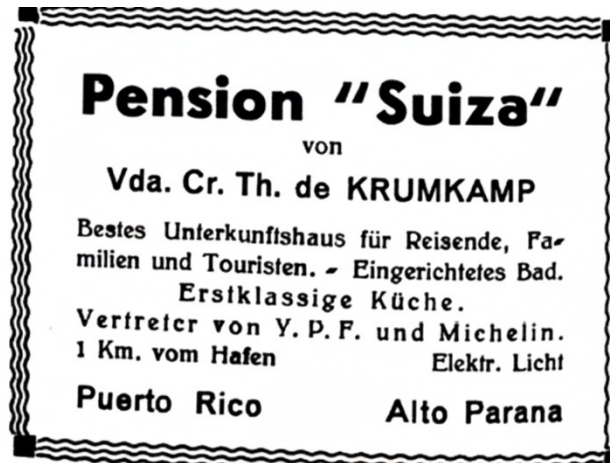 Pension "Suiza"
von
Vda. Cr. Th. de KRUMKAMP
Bestes Unterkunftshaus für Reisende, Fa-
milien und Touristen. - Eingerichtetes Bad.
Erstklassige Küche.
Vertreter von Y. P. F. und Michelin.
1 Km. vom Hafen Elektr. Licht
Puerto Rico Alto Parana